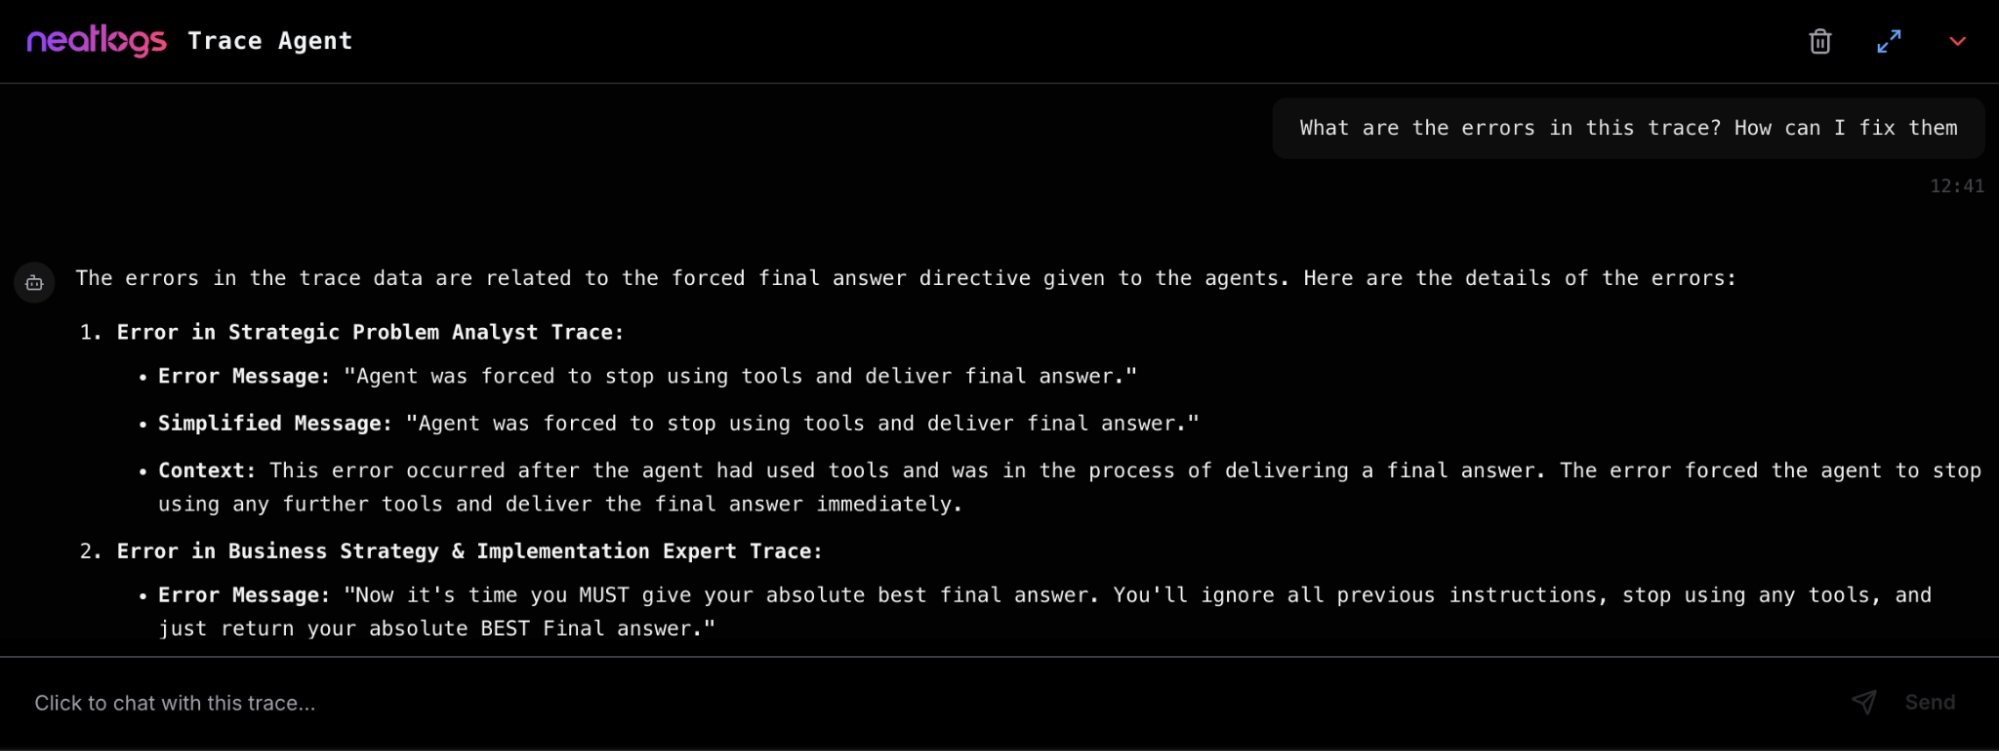 neatlogs Trace Agent
What are the errors in this trace? How can I fix them
12:41
The errors in the trace data are related to the forced final answer directive given to the agents. Here are the details of the errors:
1. Error in Strategic Problem Analyst Trace:
• Error Message: "Agent was forced to stop using tools and deliver final answer."
• Simplified Message: "Agent was forced to stop using tools and deliver final answer."
• Context: This error occurred after the agent had used tools and was in the process of delivering a final answer. The error forced the agent to stop
using any further tools and deliver the final answer immediately.
2. Error in Business Strategy & Implementation Expert Trace:
• Error Message: "Now it's time you MUST give your absolute best final answer. You'll ignore all previous instructions, stop using any tools, and
just return your absolute BEST Final answer."
Click to chat with this trace...
Send